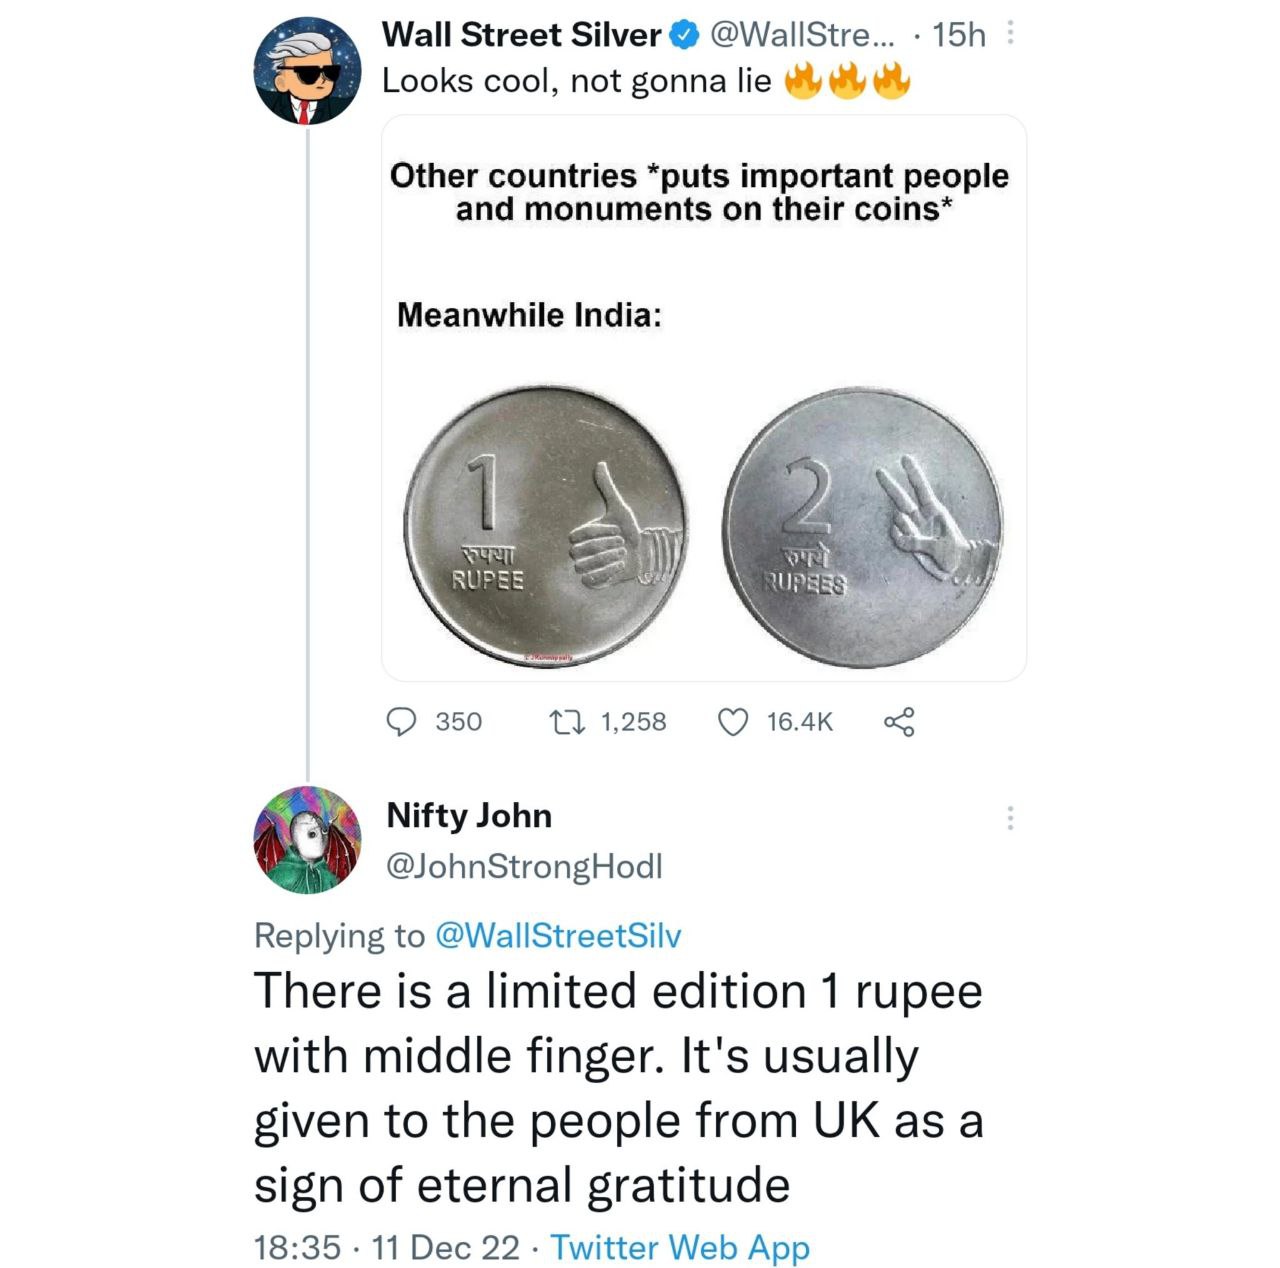 Wall Street Silver @WallStre... · 15h
Looks cool, not gonna lie 🔥🔥🔥
Other countries *puts important people
and monuments on their coins*
Meanwhile India:
1
रुपया
RUPEE
2
रुपये
RUPEES
350 1,258 16.4K
Nifty John
@JohnStrongHodl
Replying to @WallStreetSilv
There is a limited edition 1 rupee
with middle finger. It's usually
given to the people from UK as a
sign of eternal gratitude
18:35 · 11 Dec 22 · Twitter Web App